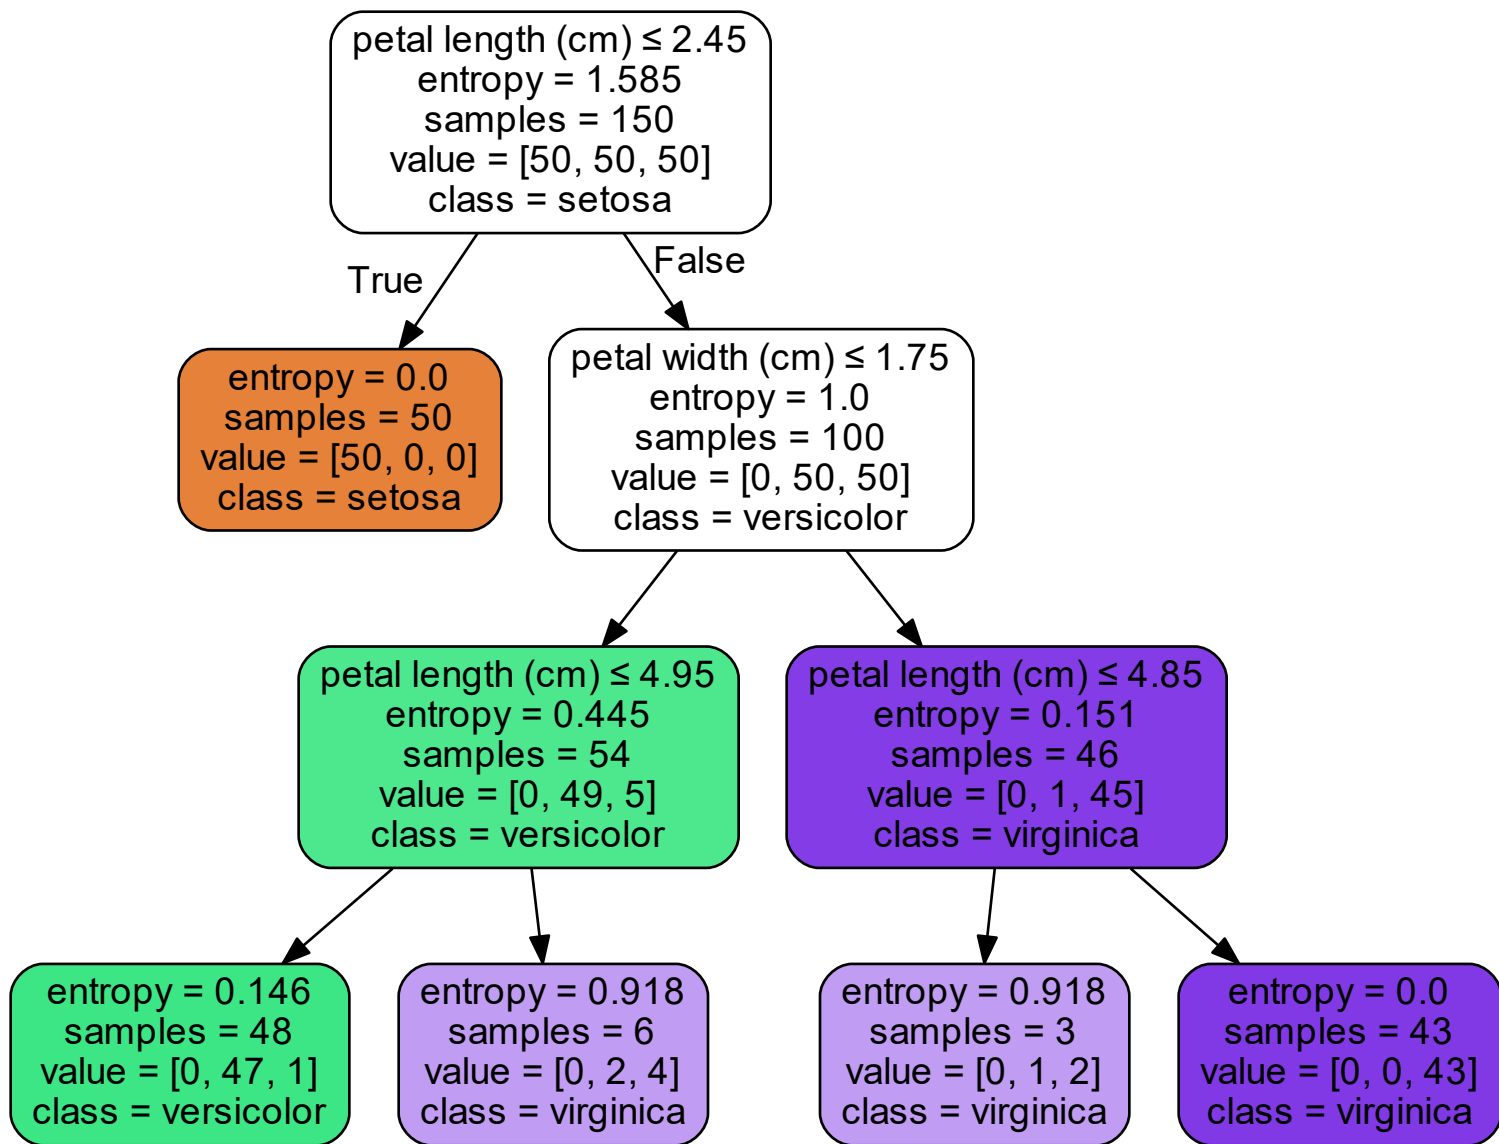 petal length (cm) ≤ 2.45
entropy = 1.585
samples = 150
value = [50, 50, 50]
class = setosa
True
False
entropy = 0.0
samples = 50
value = [50, 0, 0]
class = setosa
petal width (cm) ≤ 1.75
entropy = 1.0
samples = 100
value = [0, 50, 50]
class = versicolor
petal length (cm) ≤ 4.95
entropy = 0.445
samples = 54
value = [0, 49, 5]
class = versicolor
petal length (cm) ≤ 4.85
entropy = 0.151
samples = 46
value = [0, 1, 45]
class = virginica
entropy = 0.146
samples = 48
value = [0, 47, 1]
class = versicolor
entropy = 0.918
samples = 6
value = [0, 2, 4]
class = virginica
entropy = 0.918
samples = 3
value = [0, 1, 2]
class = virginica
entropy = 0.0
samples = 43
value = [0, 0, 43]
class = virginica